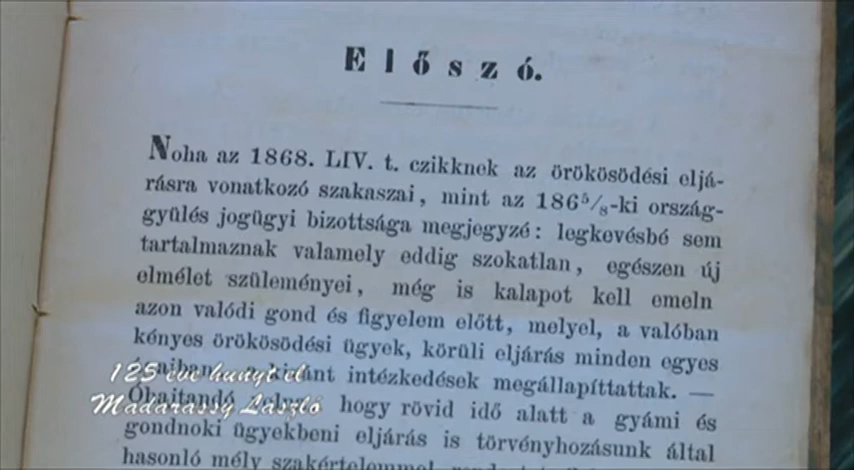 Előszó.
Noha az 1868. LIV. t. czikknek az örökösödési eljá-
rásra vonatkozó szakaszai, mint az 186⁵/₈-ki ország-
gyülés jogügyi bizottsága megjegyzé: legkevésbé sem
tartalmaznak valamely eddig szokatlan, egészen új
elmélet szüleményei, még is kalapot kell emeln
azon valódi gond és figyelem előtt, melyel, a valóban
kényes örökösödési ügyek, körüli eljárás minden egyes
intézkedések megállapíttattak. —
Óhajtandó hogy rövid idő alatt a gyámi és
gondnoki ügyekbeni eljárás is törvényhozásunk által
hasonló mély szakértelemmel
125 éve hunyt el
Madarassy László